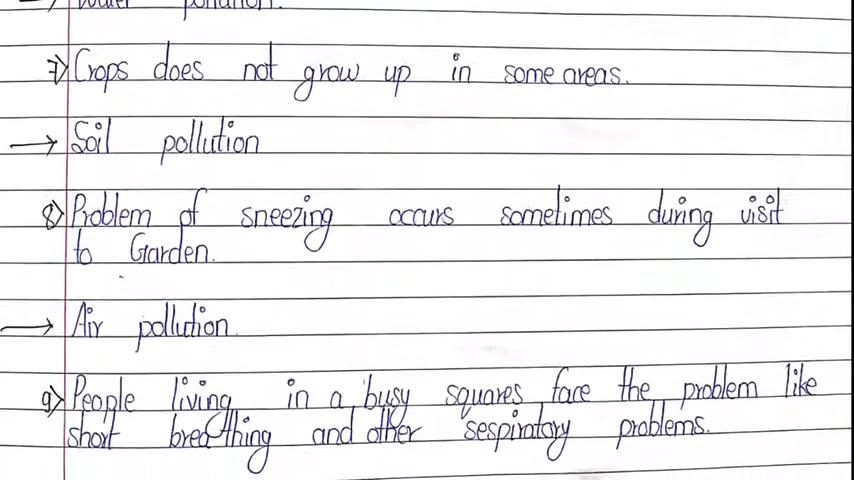 → Water pollution.
7) Crops does not grow up in some areas.
→ Soil pollution
8) Problem of sneezing occurs sometimes during visit
to Garden.
→ Air pollution.
9) People living in a busy squares face the problem like
short breathing and other sespiratory problems.